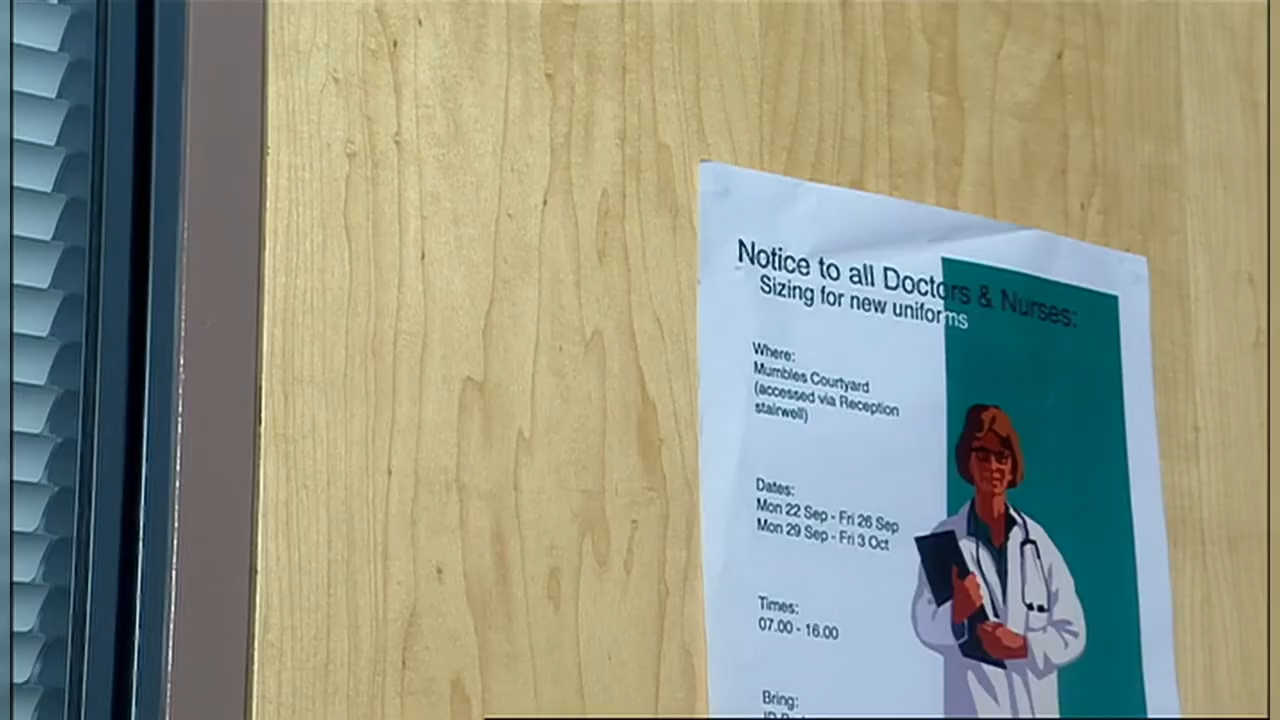 Notice to all Doctors & Nurses:
Sizing for new uniforms
Where:
Mumbles Courtyard
(accessed via Reception
stairwell)
Dates:
Mon 22 Sep - Fri 26 Sep
Mon 29 Sep - Fri 3 Oct
Times:
07.00 - 16.00
Bring: